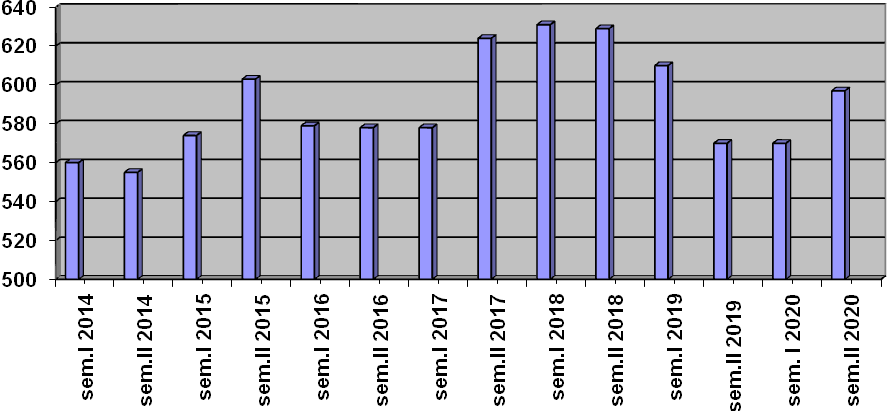 640
620
600
580
560
540
520
500
sem.I 2014
sem.II 2014
sem.I 2015
sem.II 2015
sem.I 2016
sem.II 2016
sem.I 2017
sem.II 2017
sem.I 2018
sem.II 2018
sem.I 2019
sem.II 2019
sem. I 2020
sem.II 2020